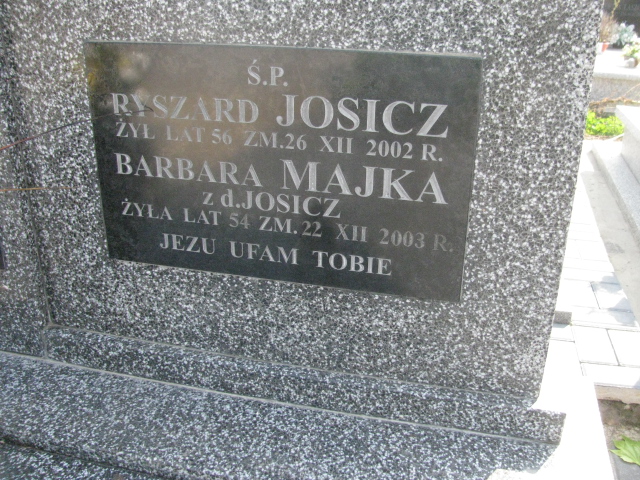 Ś.P.
RYSZARD JOSICZ
ŻYŁ LAT 56 ZM.26 XII 2002 R.
BARBARA MAJKA
z d.JOSICZ
ŻYŁA LAT 54 ZM.22 XII 2003 R.
JEZU UFAM TOBIE